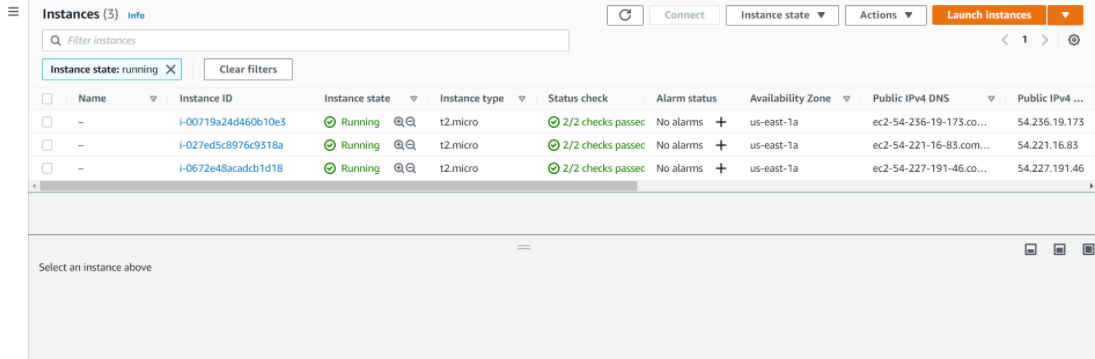 Instances (3) Info Connect Instance state Actions Launch instances
Filter instances 1
Instance state: running Clear filters
Name Instance ID Instance state Instance type Status check Alarm status Availability Zone Public IPv4 DNS Public IPv4 ...
– i-00719a24d460b10e3 Running t2.micro 2/2 checks passed No alarms + us-east-1a ec2-54-236-19-173.co... 54.236.19.173
– i-027ed5c8976c9318a Running t2.micro 2/2 checks passed No alarms + us-east-1a ec2-54-221-16-83.com... 54.221.16.83
– i-0672e48acadcb1d18 Running t2.micro 2/2 checks passed No alarms + us-east-1a ec2-54-227-191-46.co... 54.227.191.46
Select an instance above